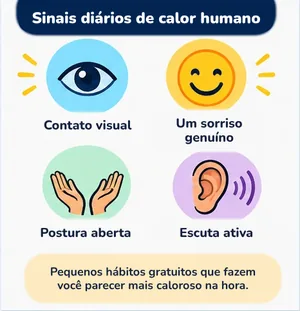 Sinais diários de calor humano
Contato visual
Um sorriso
genuíno
Postura aberta
Escuta ativa
Pequenos hábitos gratuitos que fazem
você parecer mais caloroso na hora.